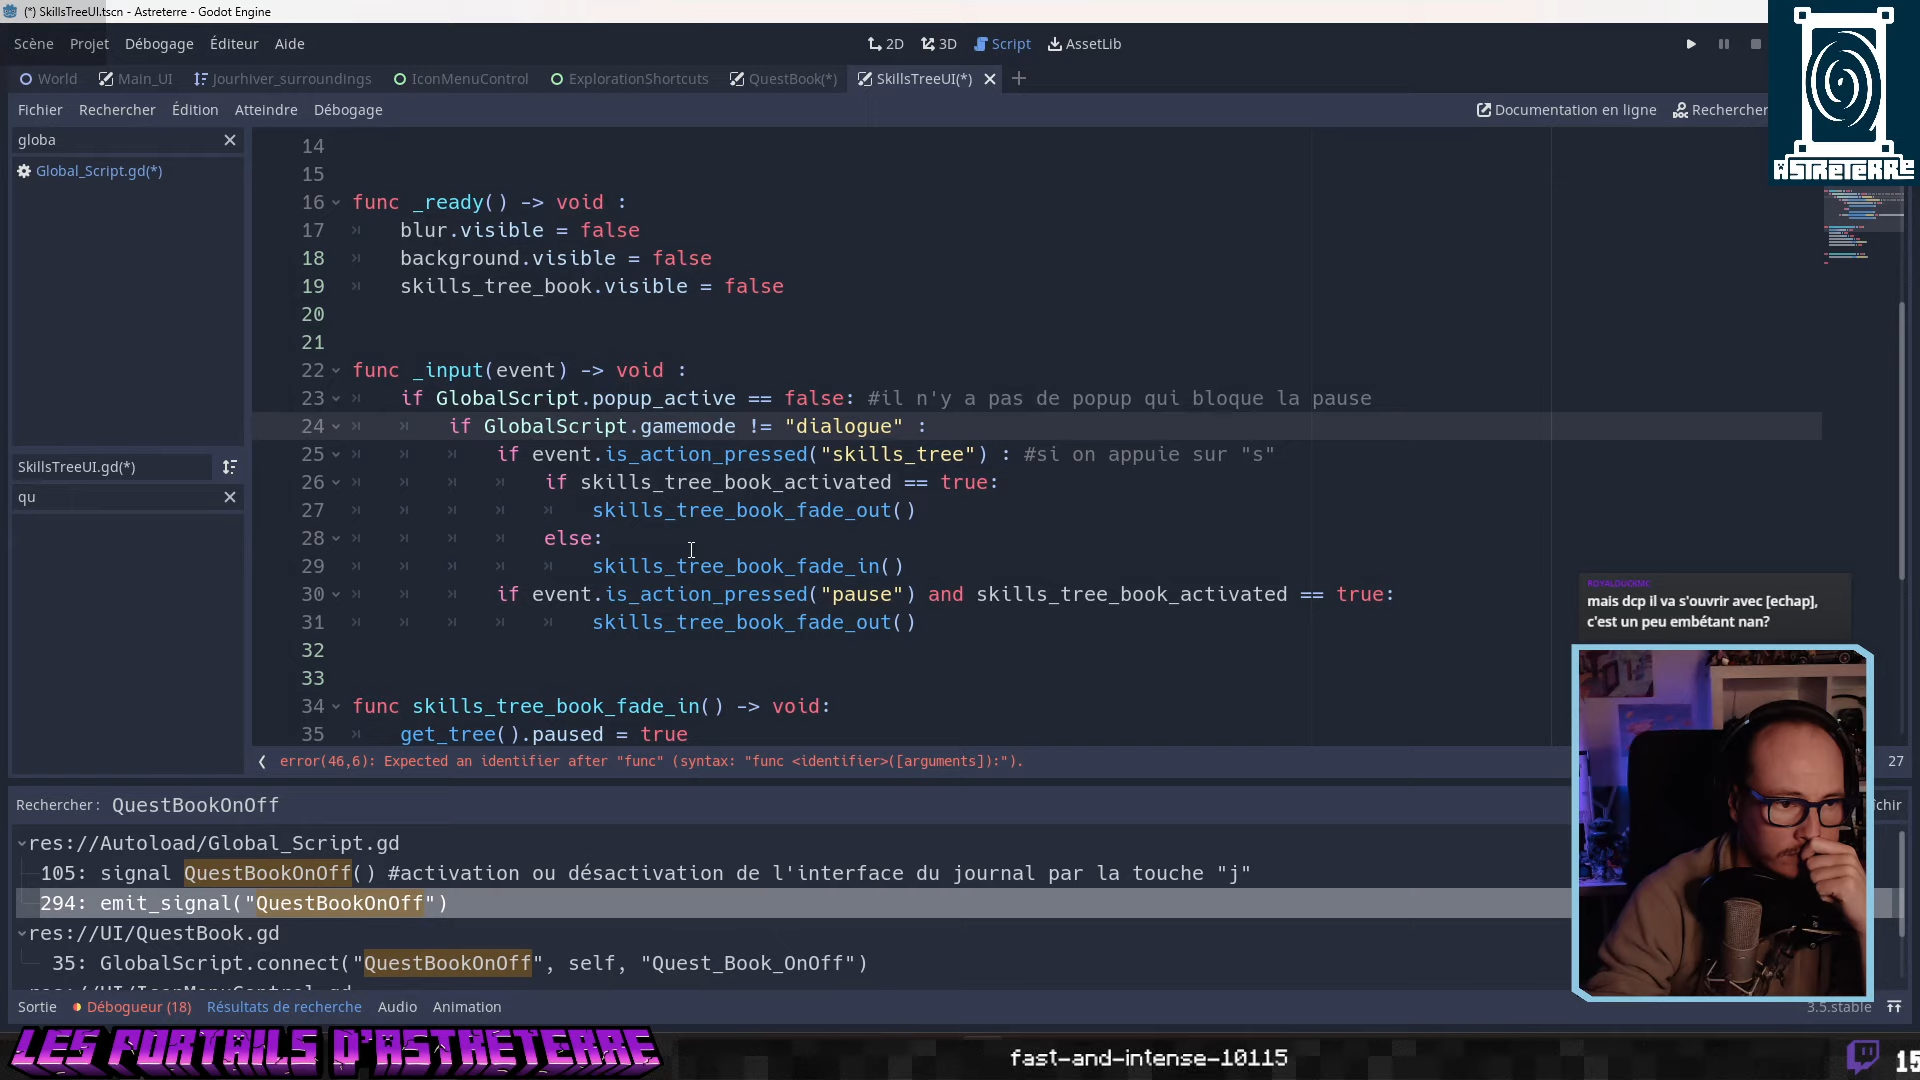 (*) SkillsTreeUI.tscn - Astreterre - Godot Engine
Scène Projet Débogage Éditeur Aide
2D 3D Script AssetLib
World Main_UI Jourhiver_surroundings IconMenuControl ExplorationShortcuts QuestBook(*) SkillsTreeUI(*)
Fichier Rechercher Édition Atteindre Débogage
Documentation en ligne Rechercher
ASTRETERRE
globa
Global_Script.gd(*)
SkillsTreeUI.gd(*)
qu
14
15
16 func _ready() -> void :
17 blur.visible = false
18 background.visible = false
19 skills_tree_book.visible = false
20
21
22 func _input(event) -> void :
23 if GlobalScript.popup_active == false: #il n'y a pas de popup qui bloque la pause
24 if GlobalScript.gamemode != "dialogue" :
25 if event.is_action_pressed("skills_tree") : #si on appuie sur "s"
26 if skills_tree_book_activated == true:
27 skills_tree_book_fade_out()
28 else:
29 skills_tree_book_fade_in()
30 if event.is_action_pressed("pause") and skills_tree_book_activated == true:
31 skills_tree_book_fade_out()
32
33
34 func skills_tree_book_fade_in() -> void:
35 get_tree().paused = true
error(46,6): Expected an identifier after "func" (syntax: "func <identifier>([arguments]):").
27
ROYALDUCKMC
mais dcp il va s'ouvrir avec [echap],
c'est un peu embêtant nan?
Rechercher: QuestBookOnOff
chir
res://Autoload/Global_Script.gd
105: signal QuestBookOnOff() #activation ou désactivation de l'interface du journal par la touche "j"
294: emit_signal("QuestBookOnOff")
res://UI/QuestBook.gd
35: GlobalScript.connect("QuestBookOnOff", self, "Quest_Book_OnOff")
res://UI/IconMenuControl.gd
Sortie Débogueur (18) Résultats de recherche Audio Animation
3.5.stable
LES PORTAILS D'ASTRETERRE
fast-and-intense-10115
15